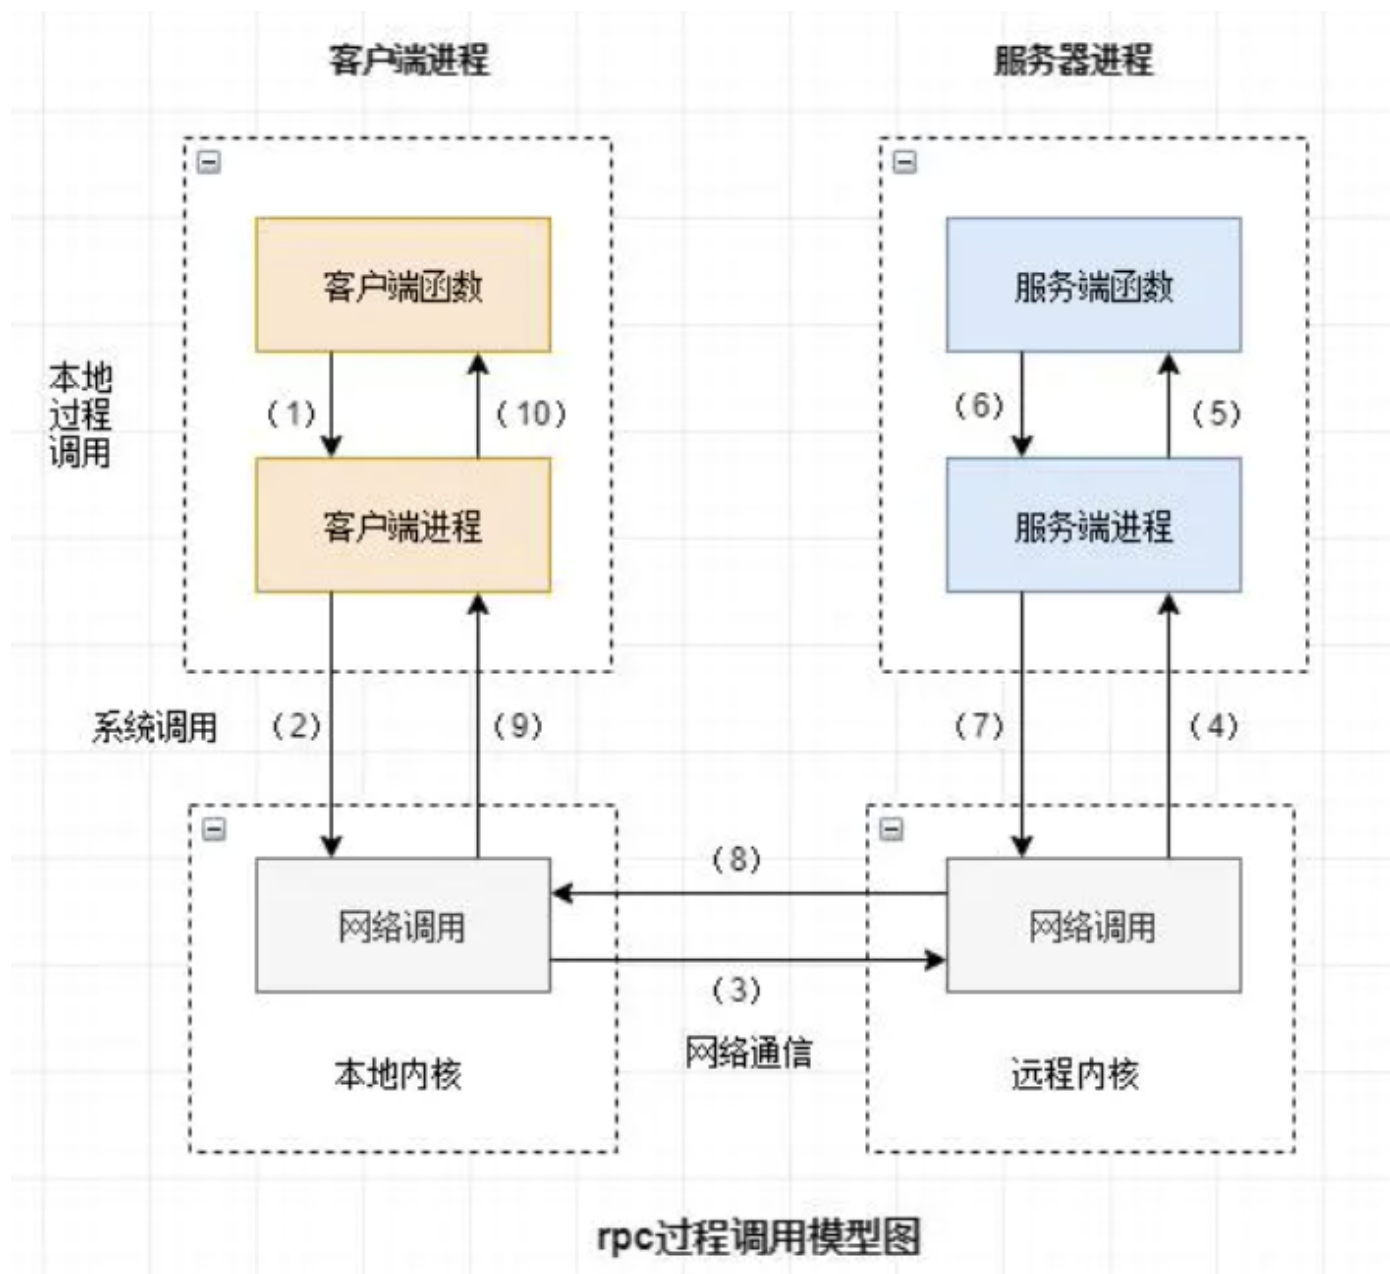 客户端进程
服务器进程
客户端函数
服务端函数
本地
过程
调用
（1）
（10）
（6）
（5）
客户端进程
服务端进程
系统调用
（2）
（9）
（7）
（4）
（8）
网络调用
网络调用
（3）
网络通信
本地内核
远程内核
rpc过程调用模型图